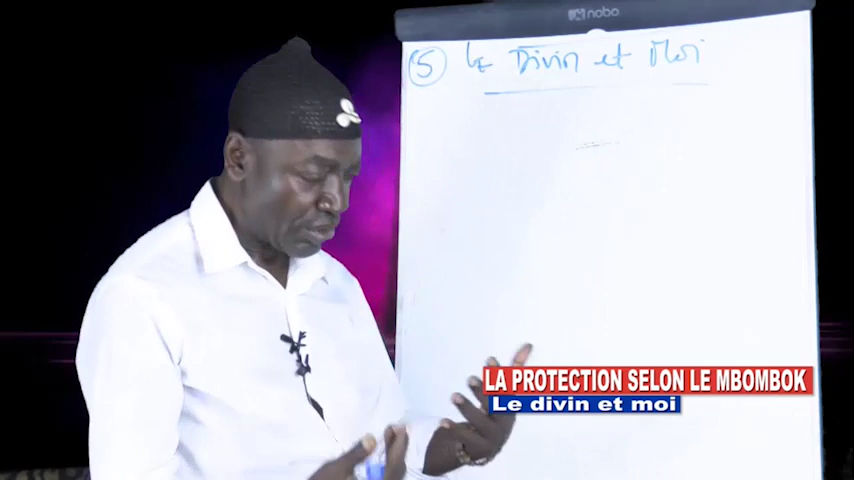 nobo
5 Le Divin et Moi
LA PROTECTION SELON LE MBOMBOK
Le divin et moi